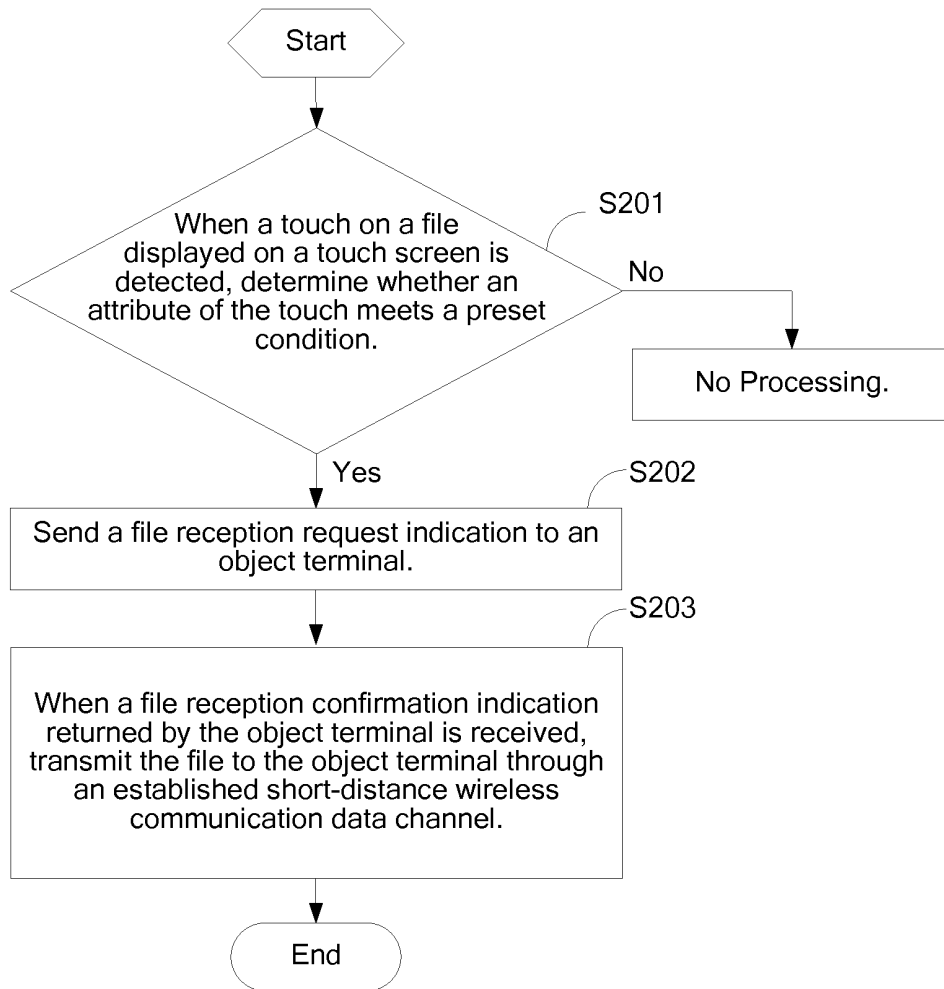 Start
When a touch on a file
displayed on a touch screen is
detected, determine whether an
attribute of the touch meets a preset
condition.
S201
No
No Processing.
Yes
S202
Send a file reception request indication to an
object terminal.
S203
When a file reception confirmation indication
returned by the object terminal is received,
transmit the file to the object terminal through
an established short-distance wireless
communication data channel.
End